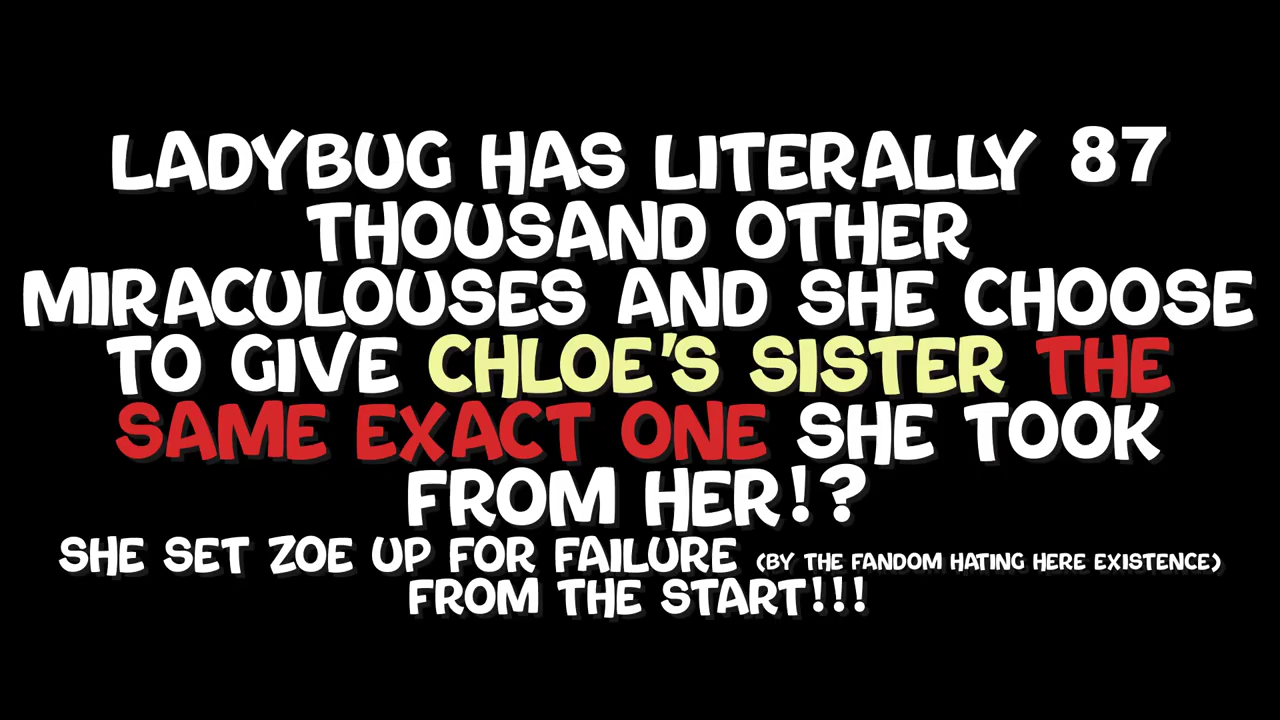 LADYBUG HAS LITERALLY 87
THOUSAND OTHER
MIRACULOUSES AND SHE CHOOSE
TO GIVE CHLOE'S SISTER THE
SAME EXACT ONE SHE TOOK
FROM HER!?
SHE SET ZOE UP FOR FAILURE (BY THE FANDOM HATING HERE EXISTENCE)
FROM THE START!!!